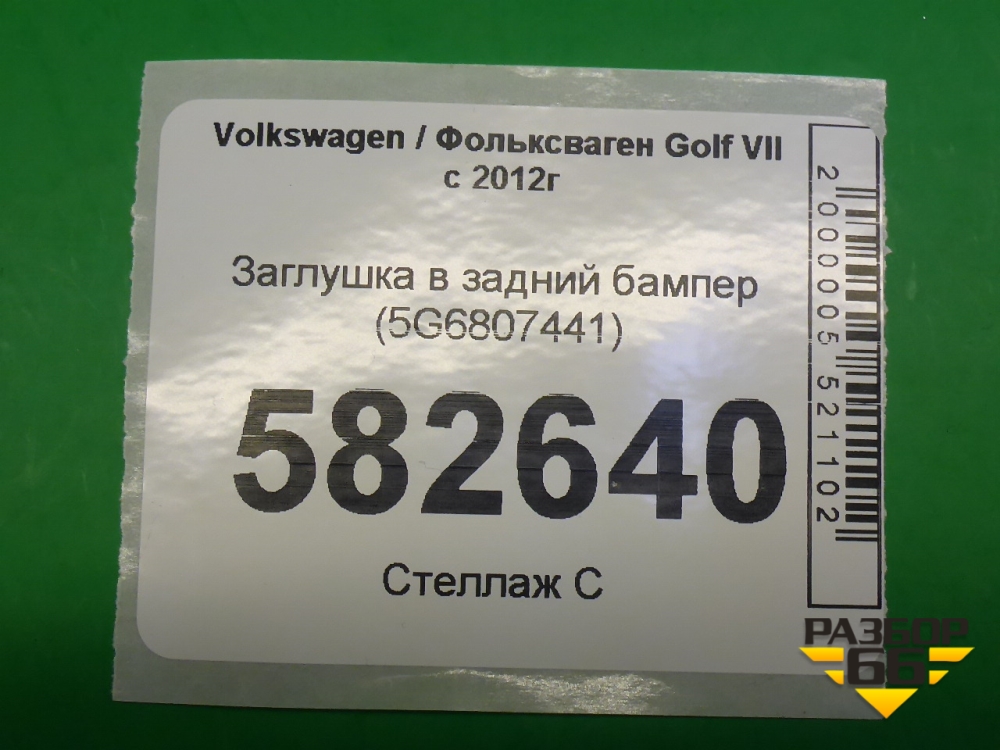 Volkswagen / Фольксваген Golf VII
с 2012г
Заглушка в задний бампер
(5G6807441)
582640
Стеллаж С
2000005521102
РАЗБОР
66